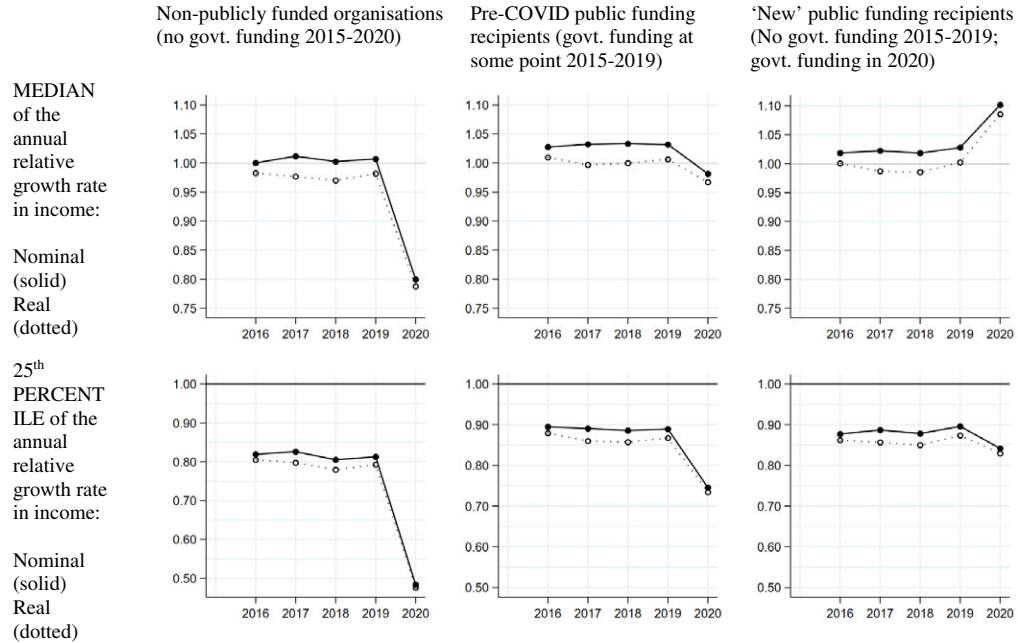 Non-publicly funded organisations
(no govt. funding 2015-2020)
Pre-COVID public funding
recipients (govt. funding at
some point 2015-2019)
‘New’ public funding recipients
(No govt. funding 2015-2019;
govt. funding in 2020)
MEDIAN
of the
annual
relative
growth rate
in income:
Nominal
(solid)
Real
(dotted)
1.10
1.05
1.00
0.95
0.90
0.85
0.80
0.75
2016 2017 2018 2019 2020
1.10
1.05
1.00
0.95
0.90
0.85
0.80
0.75
2016 2017 2018 2019 2020
1.10
1.05
1.00
0.95
0.90
0.85
0.80
0.75
2016 2017 2018 2019 2020
25th
PERCENT
ILE of the
annual
relative
growth rate
in income:
Nominal
(solid)
Real
(dotted)
1.00
0.90
0.80
0.70
0.60
0.50
2016 2017 2018 2019 2020
1.00
0.90
0.80
0.70
0.60
0.50
2016 2017 2018 2019 2020
1.00
0.90
0.80
0.70
0.60
0.50
2016 2017 2018 2019 2020